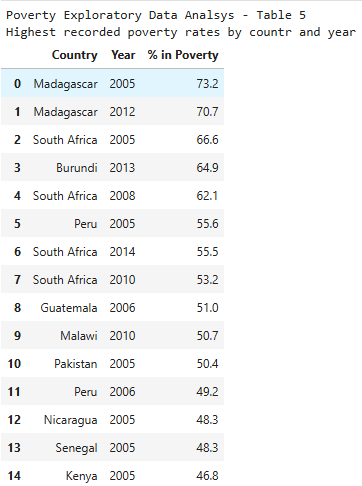 Poverty Exploratory Data Analsys - Table 5
Highest recorded poverty rates by countr and year
Country Year % in Poverty
0 Madagascar 2005 73.2
1 Madagascar 2012 70.7
2 South Africa 2005 66.6
3 Burundi 2013 64.9
4 South Africa 2008 62.1
5 Peru 2005 55.6
6 South Africa 2014 55.5
7 South Africa 2010 53.2
8 Guatemala 2006 51.0
9 Malawi 2010 50.7
10 Pakistan 2005 50.4
11 Peru 2006 49.2
12 Nicaragua 2005 48.3
13 Senegal 2005 48.3
14 Kenya 2005 46.8